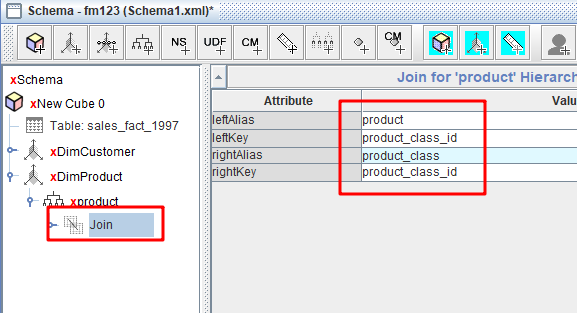 Schema - fm123 (Schema1.xml)*
NS UDF CM CM
xSchema
xNew Cube 0
Table: sales_fact_1997
xDimCustomer
xDimProduct
xproduct
Join
Join for 'product' Hierarc
Attribute Valu
leftAlias product
leftKey product_class_id
rightAlias product_class
rightKey product_class_id